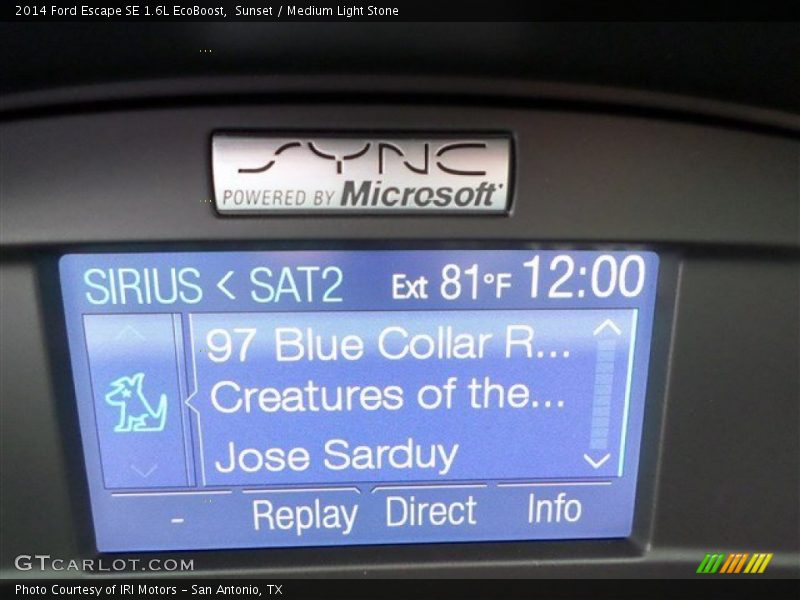 2014 Ford Escape SE 1.6L EcoBoost,  Sunset / Medium Light Stone
SYNC
POWERED BY Microsoft
SIRIUS < SAT2 Ext 81°F 12:00
97 Blue Collar R...
Creatures of the...
Jose Sarduy
- Replay Direct Info
GTCARLOT.COM
Photo Courtesy of IRI Motors - San Antonio, TX